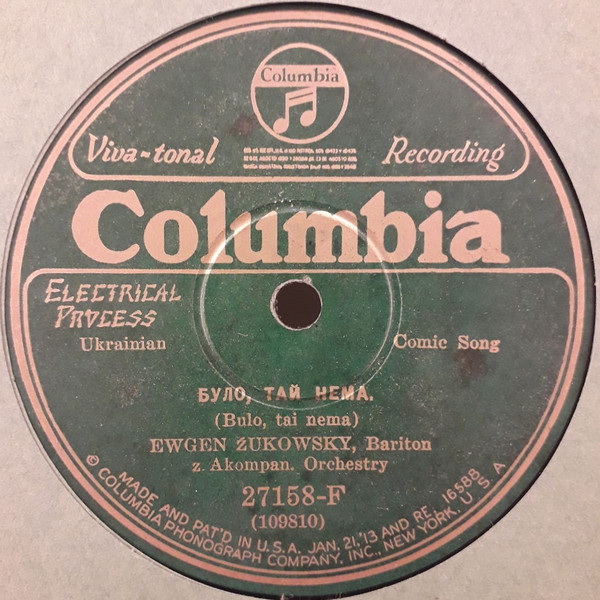 Columbia
Viva-tonal Recording
Columbia
ELECTRICAL
PROCESS
Ukrainian Comic Song
БУЛО, ТАЙ НЕМА.
(Bulo, tai nema)
EWGEN ŻUKOWSKY, Bariton
z. Akompan. Orchestry
27158-F
(109810)
MADE AND PAT'D IN U.S.A. JAN. 21,'13 AND RE 16588
© COLUMBIA PHONOGRAPH COMPANY, INC., NEW YORK, U.S.A